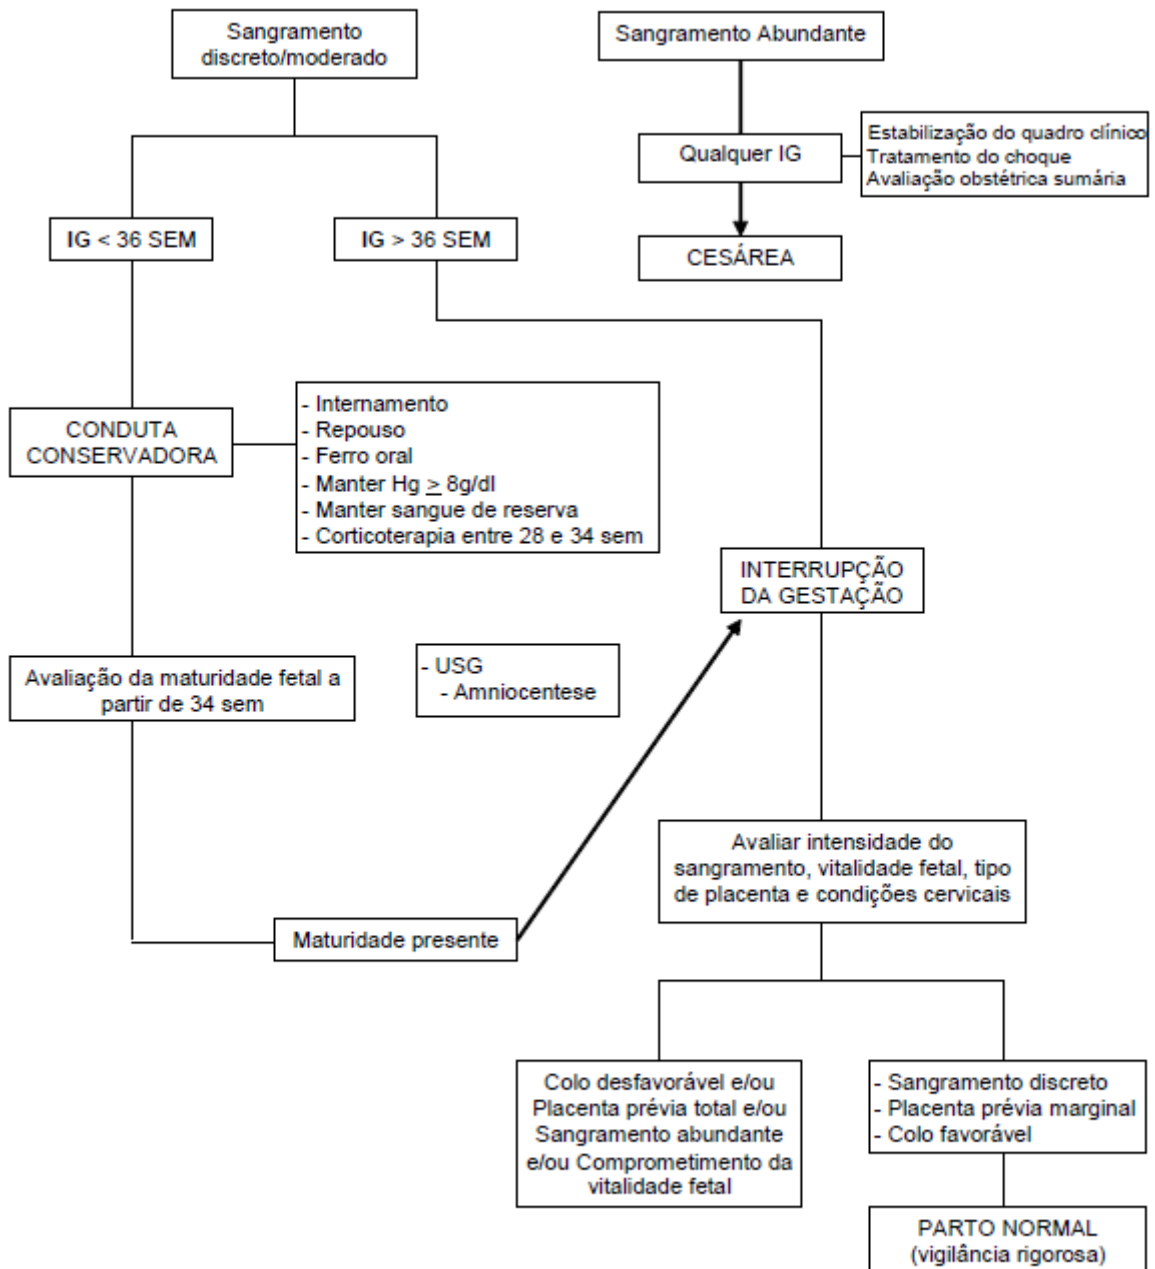 Sangramento
discreto/moderado
Sangramento Abundante
Qualquer IG
Estabilização do quadro clínico
Tratamento do choque
Avaliação obstétrica sumária
CESÁREA
IG < 36 SEM
IG > 36 SEM
CONDUTA
CONSERVADORA
- Internamento
- Repouso
- Ferro oral
- Manter Hg ≥ 8g/dl
- Manter sangue de reserva
- Corticoterapia entre 28 e 34 sem
INTERRUPÇÃO
DA GESTAÇÃO
Avaliação da maturidade fetal a
partir de 34 sem
- USG
- Amniocentese
Avaliar intensidade do
sangramento, vitalidade fetal, tipo
de placenta e condições cervicais
Maturidade presente
Colo desfavorável e/ou
Placenta prévia total e/ou
Sangramento abundante
e/ou Comprometimento da
vitalidade fetal
- Sangramento discreto
- Placenta prévia marginal
- Colo favorável
PARTO NORMAL
(vigilância rigorosa)